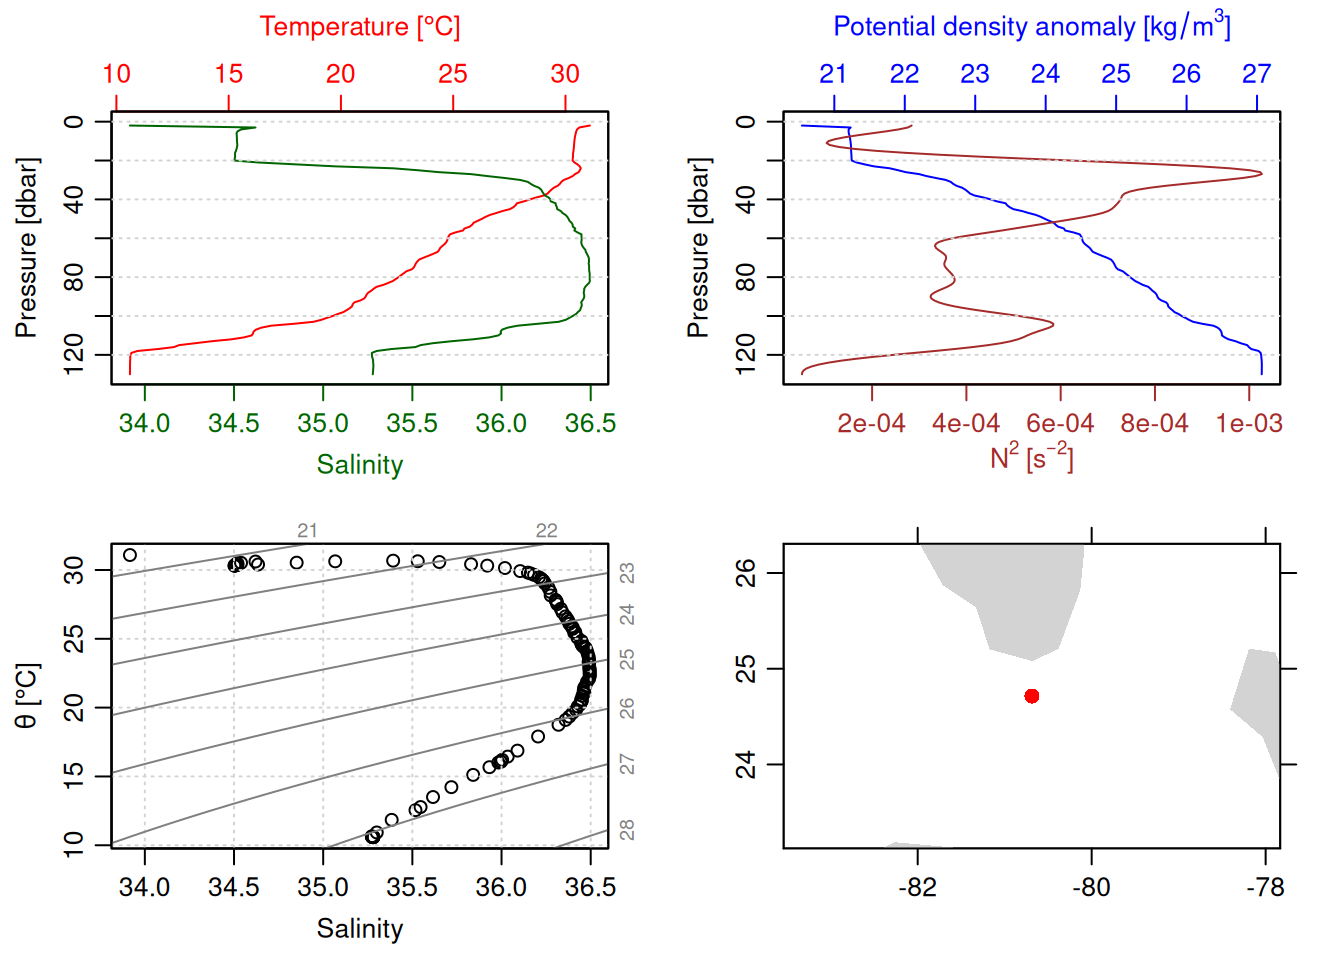 Temperature [°C]
10 15 20 25 30
Pressure [dbar]
0
40
80
120
34.0 34.5 35.0 35.5 36.0 36.5
Salinity
Potential density anomaly [kg/m³]
21 22 23 24 25 26 27
Pressure [dbar]
0
40
80
120
2e-04 4e-04 6e-04 8e-04 1e-03
N² [s⁻²]
21 22
θ [°C]
30
25
20
15
10
23
24
25
26
27
28
34.0 34.5 35.0 35.5 36.0 36.5
Salinity
26
25
24
-82 -80 -78